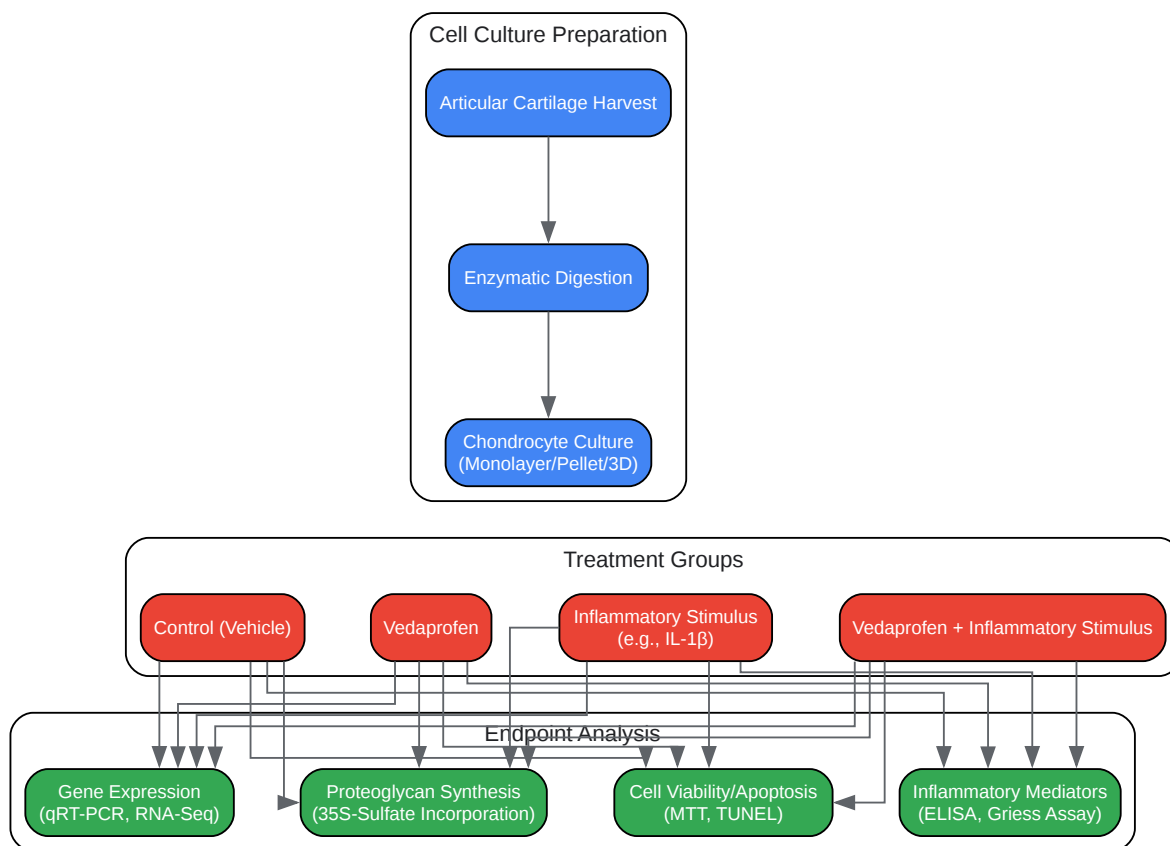 Cell Culture Preparation
Articular Cartilage Harvest
Enzymatic Digestion
Chondrocyte Culture
(Monolayer/Pellet/3D)
Treatment Groups
Control (Vehicle)
Vedaprofen
Inflammatory Stimulus
(e.g., IL-1β)
Vedaprofen + Inflammatory Stimulus
Endpoint Analysis
Gene Expression
(qRT-PCR, RNA-Seq)
Proteoglycan Synthesis
(35S-Sulfate Incorporation)
Cell Viability/Apoptosis
(MTT, TUNEL)
Inflammatory Mediators
(ELISA, Griess Assay)